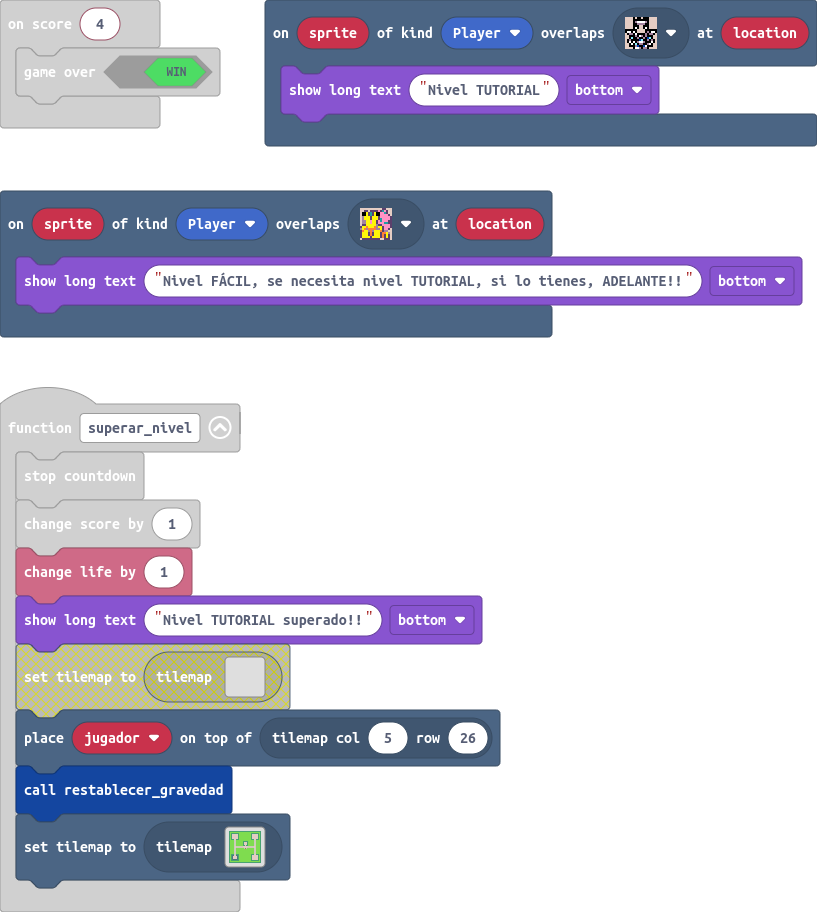 on score 4
game over WIN
on sprite of kind Player overlaps at location
show long text "Nivel TUTORIAL" bottom
on sprite of kind Player overlaps at location
show long text "Nivel FÁCIL, se necesita nivel TUTORIAL, si lo tienes, ADELANTE!!" bottom
function superar_nivel
stop countdown
change score by 1
change life by 1
show long text "Nivel TUTORIAL superado!!" bottom
set tilemap to tilemap
place jugador on top of tilemap col 5 row 26
call restablecer_gravedad
set tilemap to tilemap